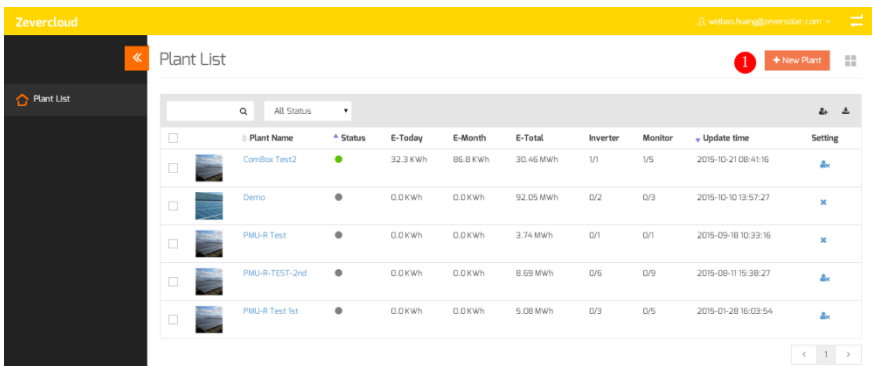 Zevercloud weibao.huang@zeversolar.com
Plant List 1 + New Plant
Plant List
All Status
Plant Name Status E-Today E-Month E-Total Inverter Monitor Update time Setting
ComBox Test2 32.3 KWh 86.8 KWh 30.46 MWh 1/1 1/5 2015-10-21 08:41:16
Demo 0.0 KWh 0.0 KWh 92.05 MWh 0/2 0/3 2015-10-10 13:57:27
PMU-R Test 0.0 KWh 0.0 KWh 3.74 MWh 0/1 0/1 2015-09-18 10:33:16
PMU-R-TEST-2nd 0.0 KWh 0.0 KWh 8.69 MWh 0/6 0/9 2015-08-11 15:38:27
PMU-R Test 1st 0.0 KWh 0.0 KWh 5.08 MWh 0/3 0/5 2015-01-28 16:03:54
< 1 >